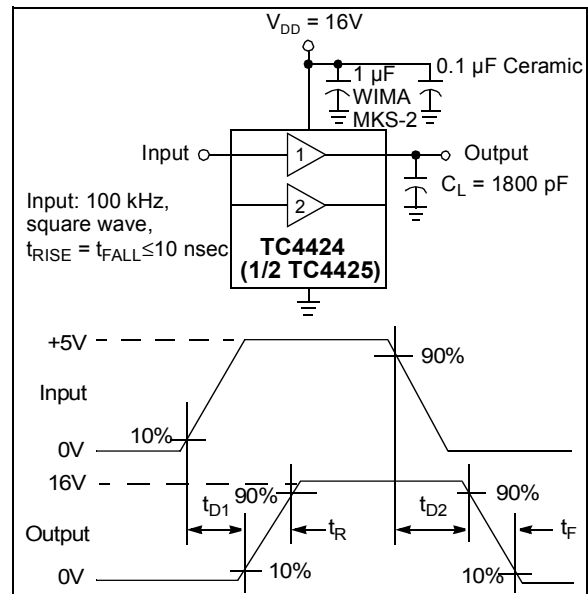 V_DD = 16V
1 µF
WIMA
MKS-2
0.1 µF Ceramic
Input
1
Output
C_L = 1800 pF
2
Input: 100 kHz,
square wave,
t_RISE = t_FALL≤10 nsec
TC4424
(1/2 TC4425)
+5V
90%
Input
10%
0V
16V
t_D1
90%
t_R
t_D2
90%
t_F
Output
0V
10%
10%